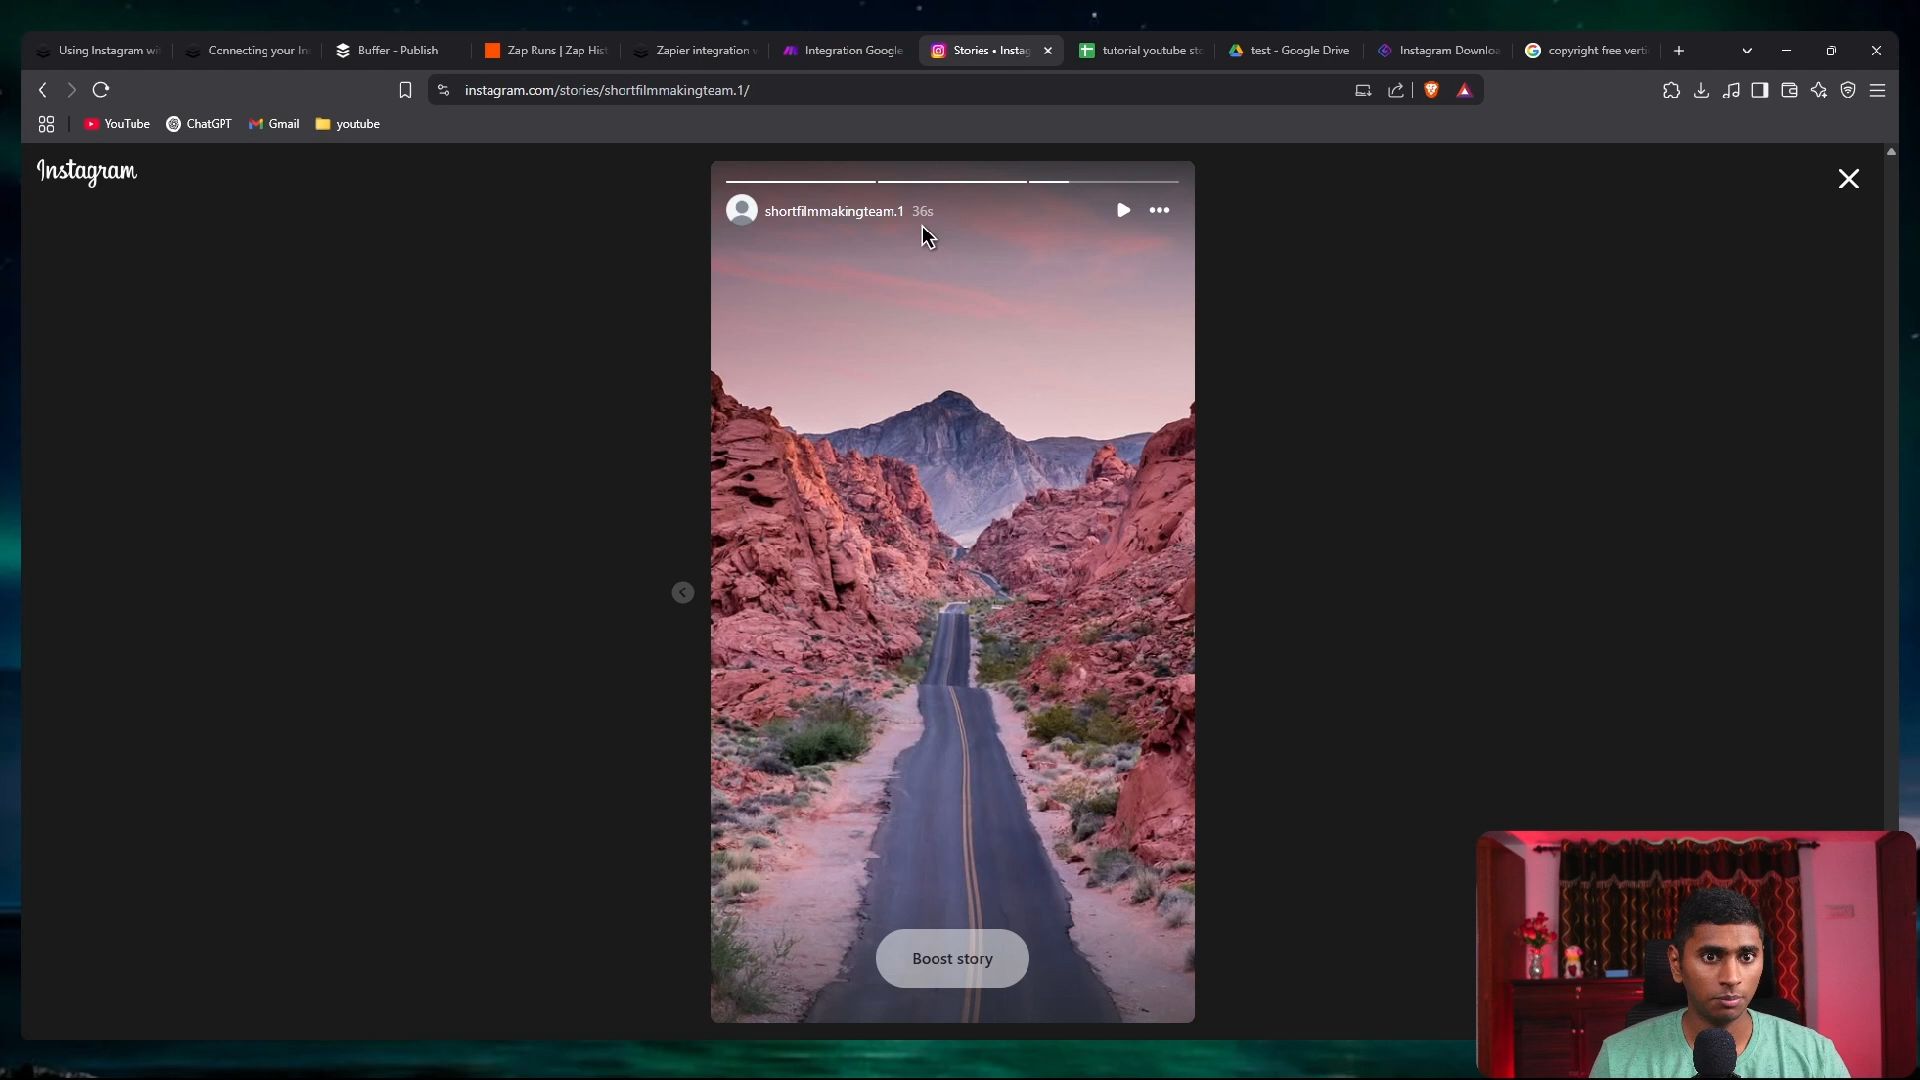 Using Instagram wi
Connecting your In
Buffer - Publish
Zap Runs | Zap Hist
Zapier integration w
Integration Google
Stories • Instag
tutorial youtube sto
test - Google Drive
Instagram Downloa
copyright free verti
instagram.com/stories/shortfilmmakingteam.1/
YouTube
ChatGPT
Gmail
youtube
Instagram
shortfilmmakingteam.1 36s
Boost story